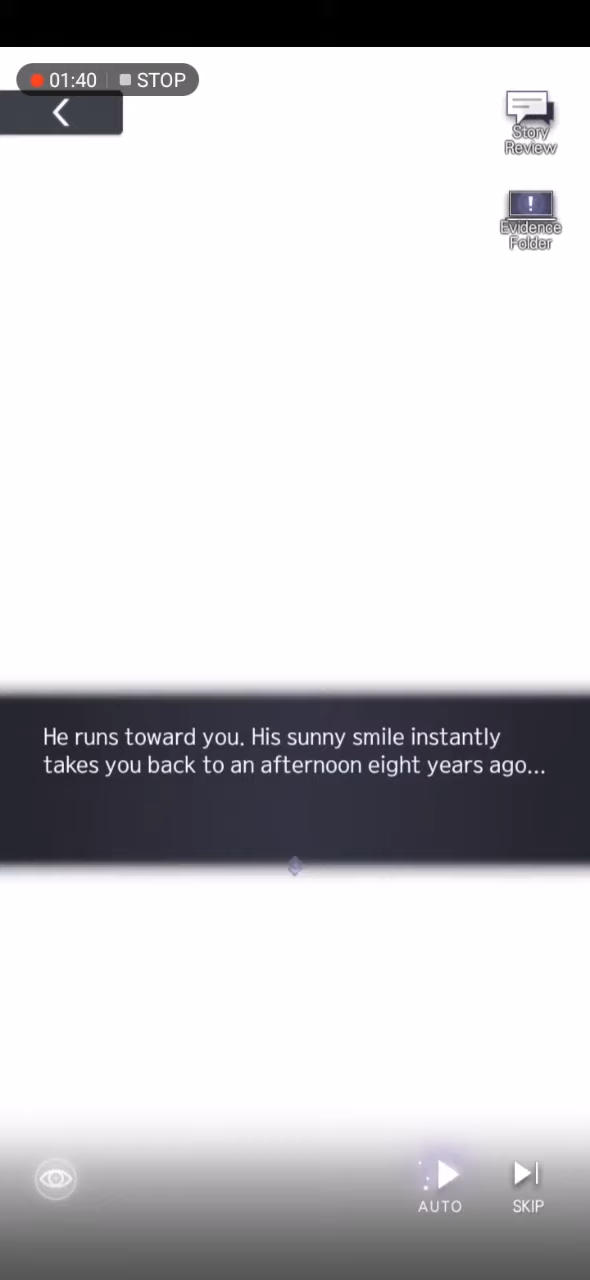 01:40 STOP
Story
Review
!
Evidence
Folder
He runs toward you. His sunny smile instantly
takes you back to an afternoon eight years ago...
AUTO SKIP